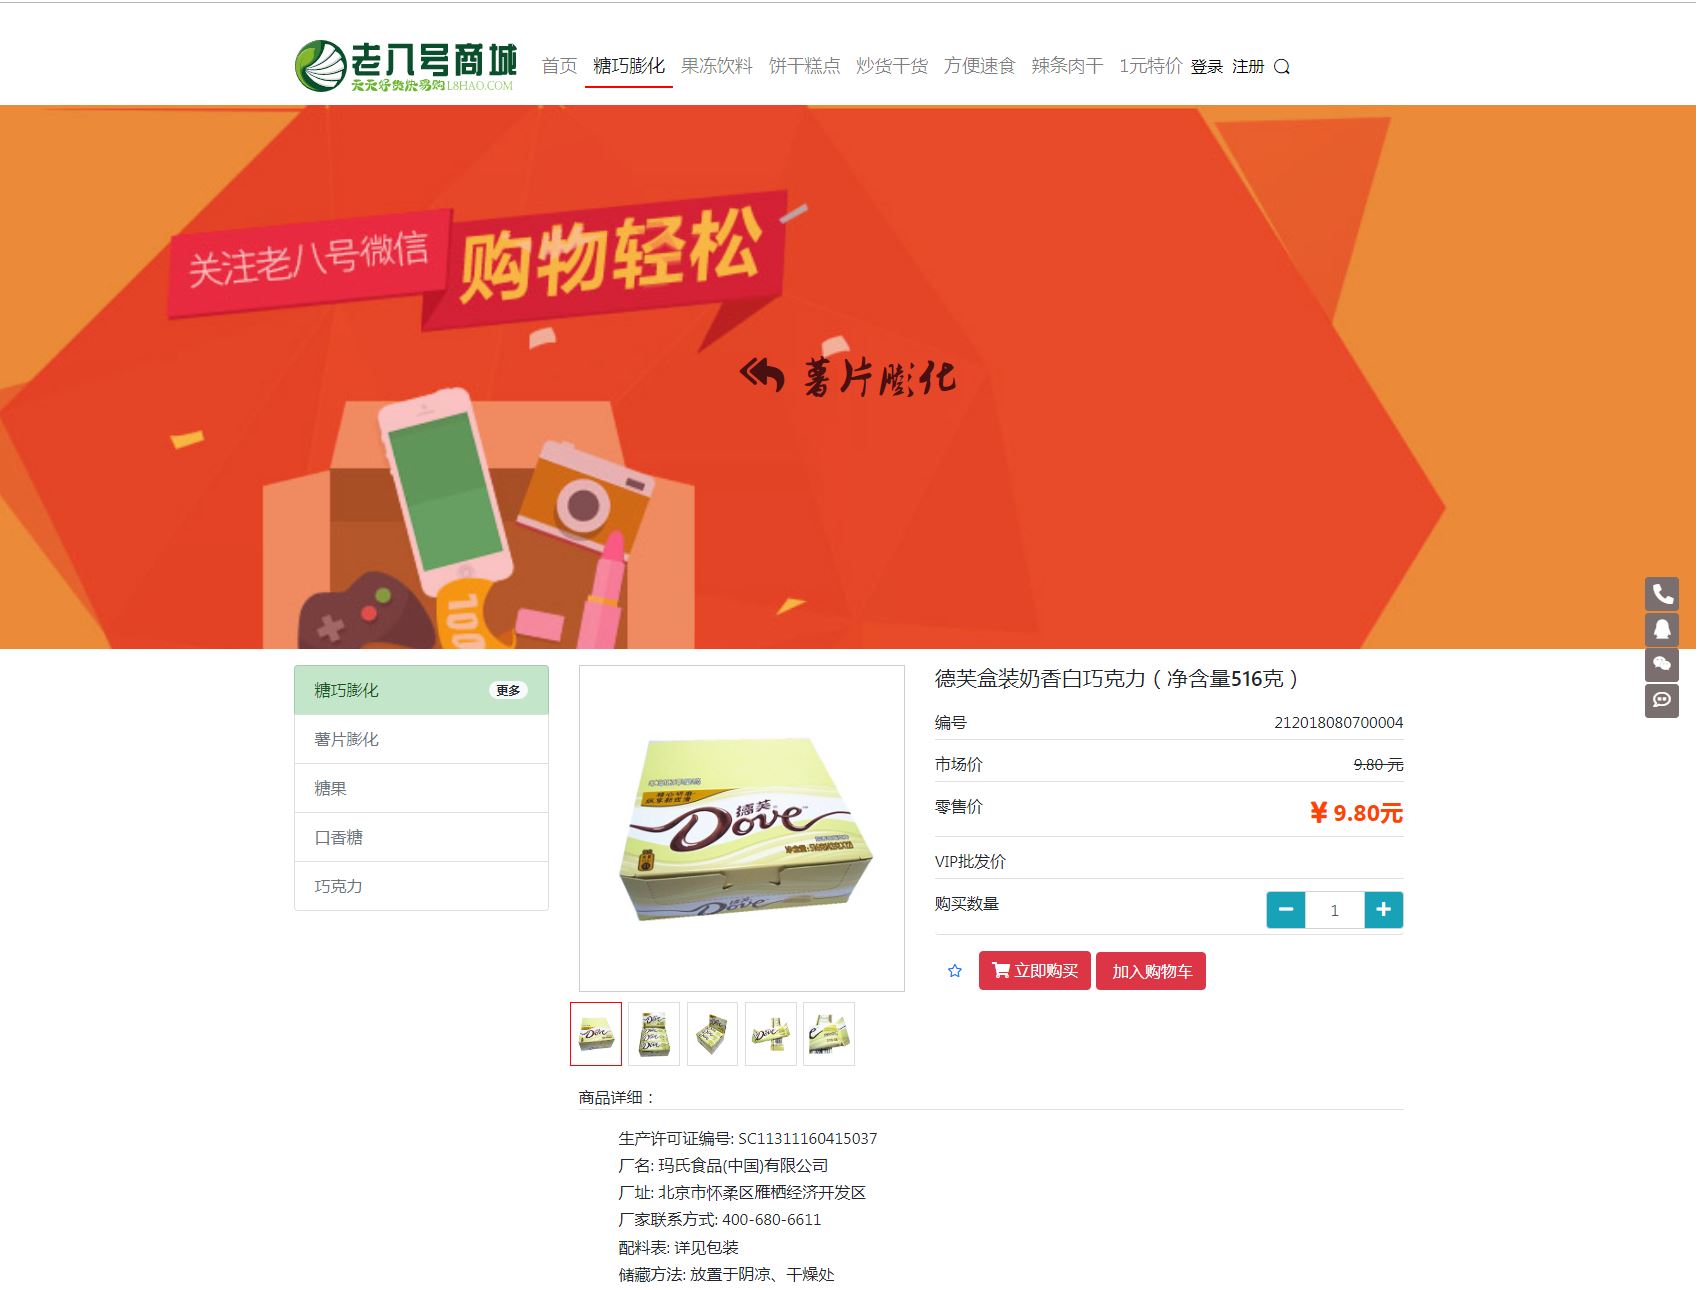 老八号商城
天天好货快易购L8HAO.COM
首页 糖巧膨化 果冻饮料 饼干糕点 炒货干货 方便速食 辣条肉干 1元特价 登录 注册
关注老八号微信 购物轻松
薯片膨化
100
糖巧膨化 更多
薯片膨化
糖果
口香糖
巧克力
德芙
Dove
Dove
德芙盒装奶香白巧克力（净含量516克）
编号 212018080700004
市场价 9.80 元
零售价 ¥ 9.80元
VIP批发价
购买数量 － 1 +
立即购买 加入购物车
商品详细：
生产许可证编号: SC11311160415037
厂名: 玛氏食品(中国)有限公司
厂址: 北京市怀柔区雁栖经济开发区
厂家联系方式: 400-680-6611
配料表: 详见包装
储藏方法: 放置于阴凉、干燥处